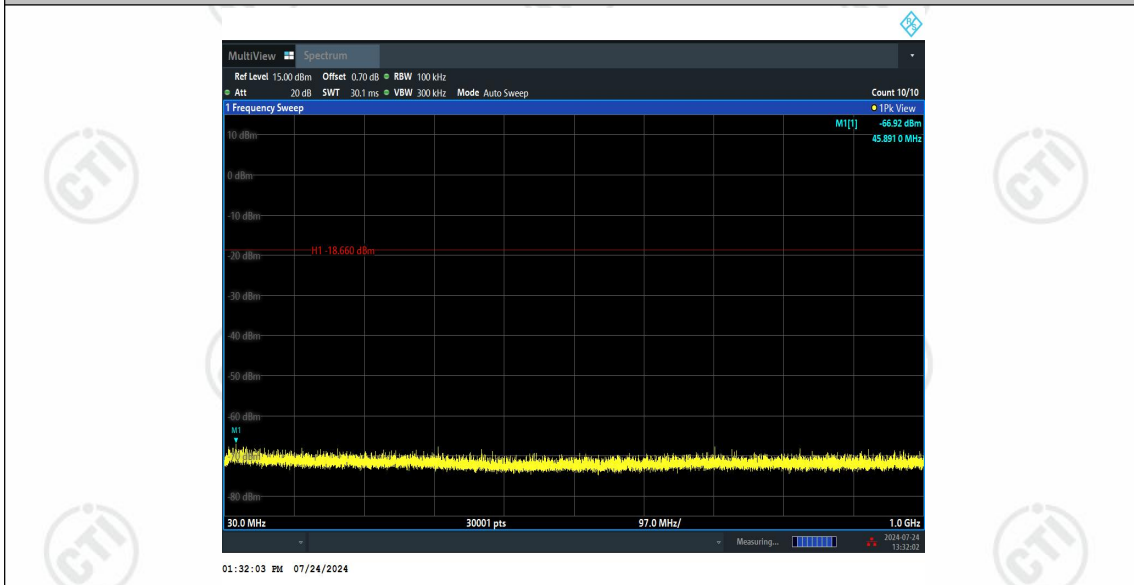 R S
MultiView Spectrum
Ref Level 15.00 dBm Offset 0.70 dB RBW 100 kHz
Att 20 dB SWT 30.1 ms VBW 300 kHz Mode Auto Sweep Count 10/10
1 Frequency Sweep 1Pk View
M1[1] -66.92 dBm
45.891 0 MHz
10 dBm
0 dBm
-10 dBm
H1 -18.660 dBm
-20 dBm
-30 dBm
-40 dBm
-50 dBm
-60 dBm
M1
-80 dBm
30.0 MHz 30001 pts 97.0 MHz/ 1.0 GHz
Measuring... 2024-07-24
13:32:02
01:32:03 PM 07/24/2024
CTI
CTI
CTI
CTI